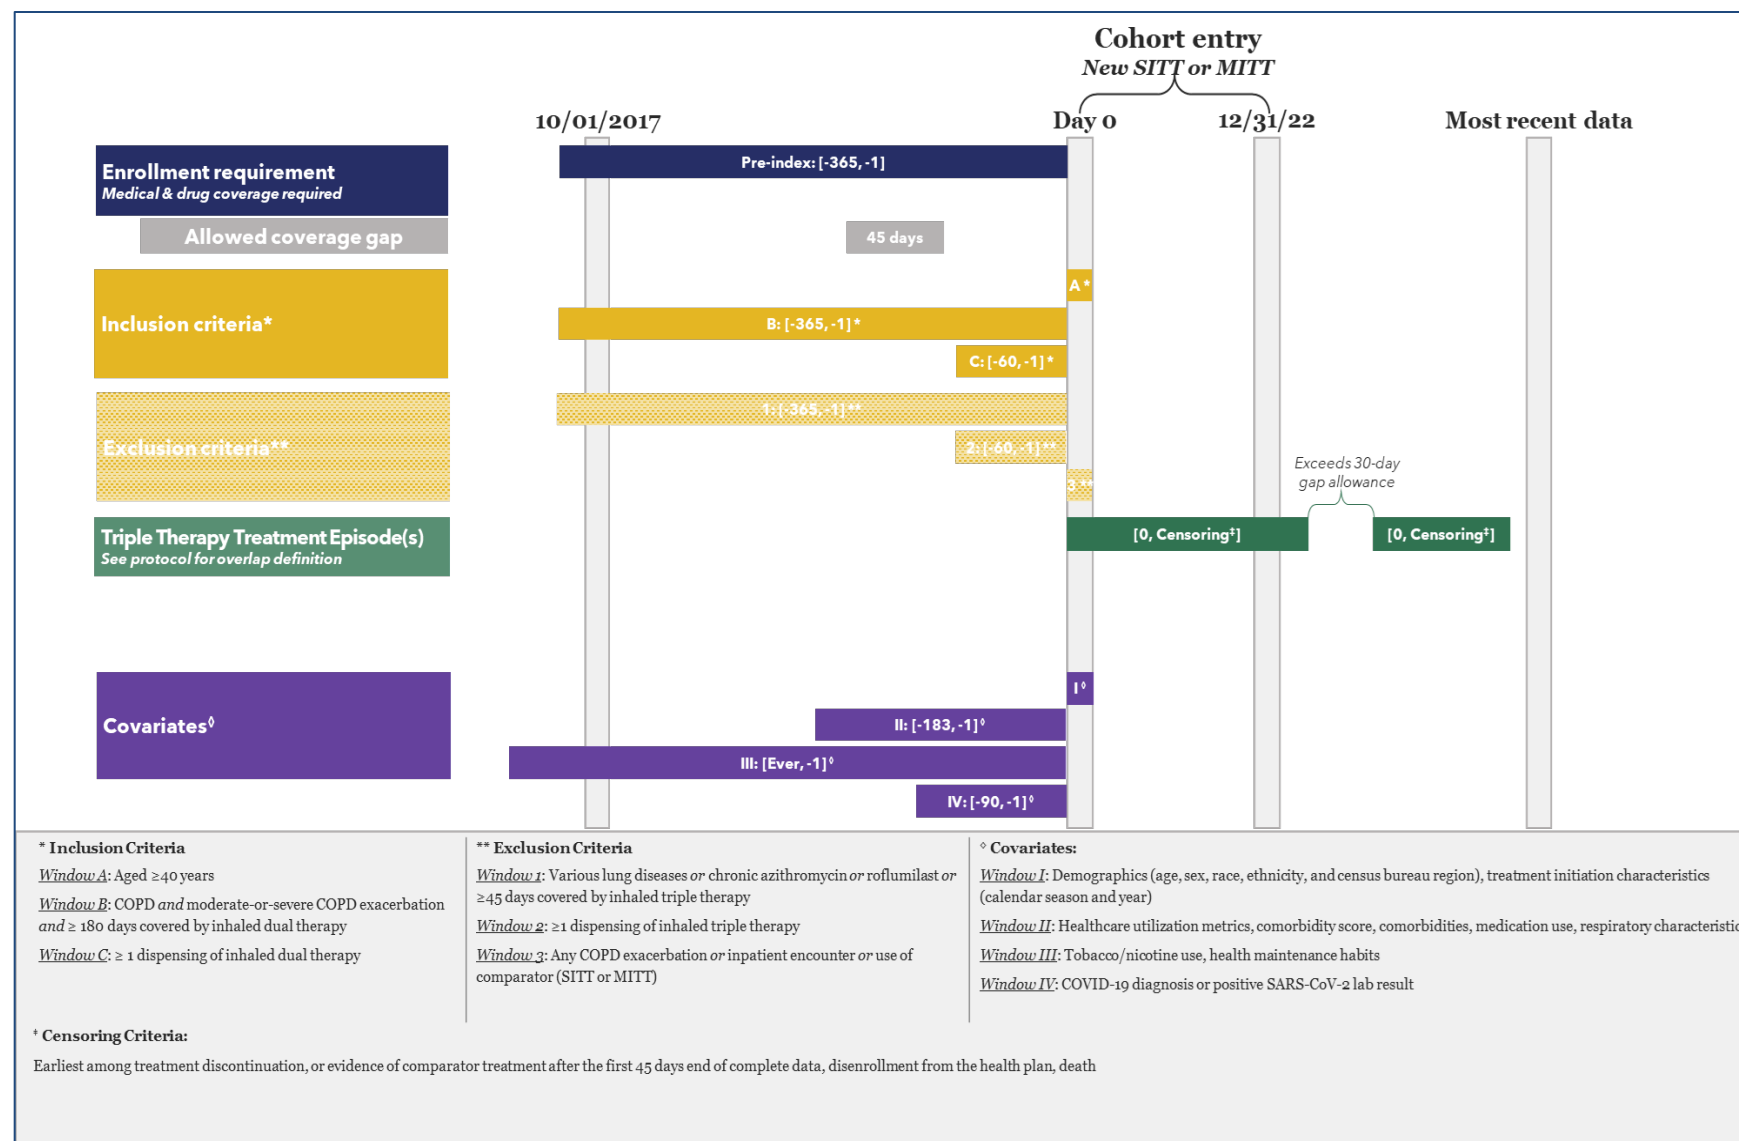 Cohort entry
New SITT or MITT
10/01/2017
Day 0
12/31/22
Most recent data
Enrollment requirement
Medical & drug coverage required
Pre-index: [-365, -1]
Allowed coverage gap
45 days
A *
Inclusion criteria*
B: [-365, -1] *
C: [-60, -1] *
1: [-365, -1] **
Exclusion criteria**
2: [-60, -1] **
3 **
Exceeds 30-day
gap allowance
Triple Therapy Treatment Episode(s)
See protocol for overlap definition
[0, Censoring‡]
[0, Censoring‡]
I ◊
Covariates◊
II: [-183, -1] ◊
III: [Ever, -1] ◊
IV: [-90, -1] ◊
* Inclusion Criteria
Window A: Aged ≥40 years
Window B: COPD and moderate-or-severe COPD exacerbation
and ≥ 180 days covered by inhaled dual therapy
Window C: ≥ 1 dispensing of inhaled dual therapy
** Exclusion Criteria
Window 1: Various lung diseases or chronic azithromycin or roflumilast or
≥45 days covered by inhaled triple therapy
Window 2: ≥1 dispensing of inhaled triple therapy
Window 3: Any COPD exacerbation or inpatient encounter or use of
comparator (SITT or MITT)
◊ Covariates:
Window I: Demographics (age, sex, race, ethnicity, and census bureau region), treatment initiation characteristics
(calendar season and year)
Window II: Healthcare utilization metrics, comorbidity score, comorbidities, medication use, respiratory characteristic
Window III: Tobacco/nicotine use, health maintenance habits
Window IV: COVID-19 diagnosis or positive SARS-CoV-2 lab result
‡ Censoring Criteria:
Earliest among treatment discontinuation, or evidence of comparator treatment after the first 45 days end of complete data, disenrollment from the health plan, death